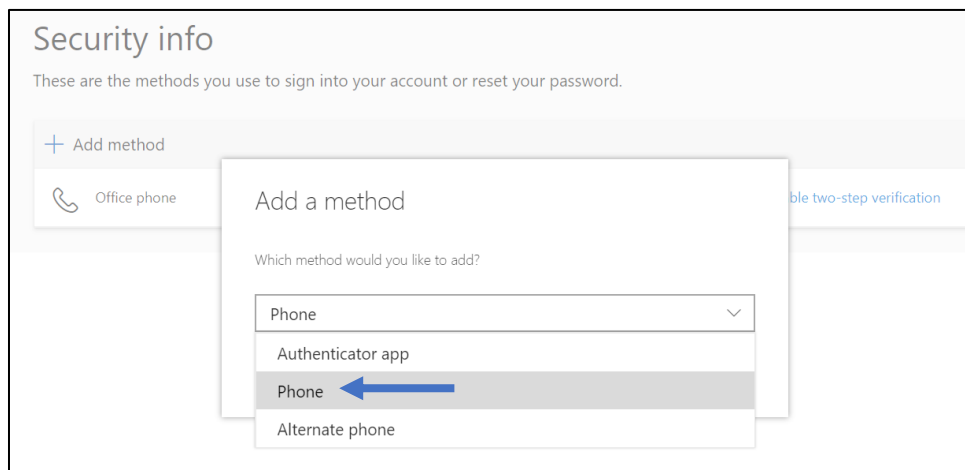 Security info
These are the methods you use to sign into your account or reset your password.
Add method
Office phone
ble two-step verification
Add a method
Which method would you like to add?
Phone
Authenticator app
Phone
Alternate phone